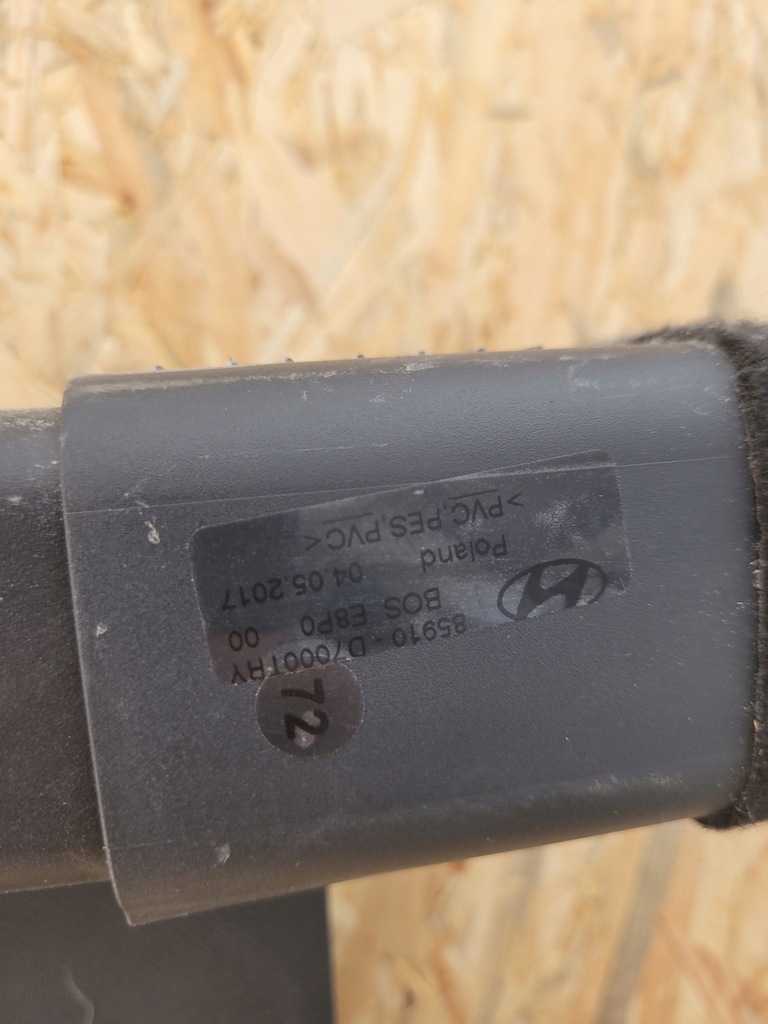 85910 - D7000TRY
BOS E8P0 00
Poland 04.05.2017
>PVC,PES,PVC<
72